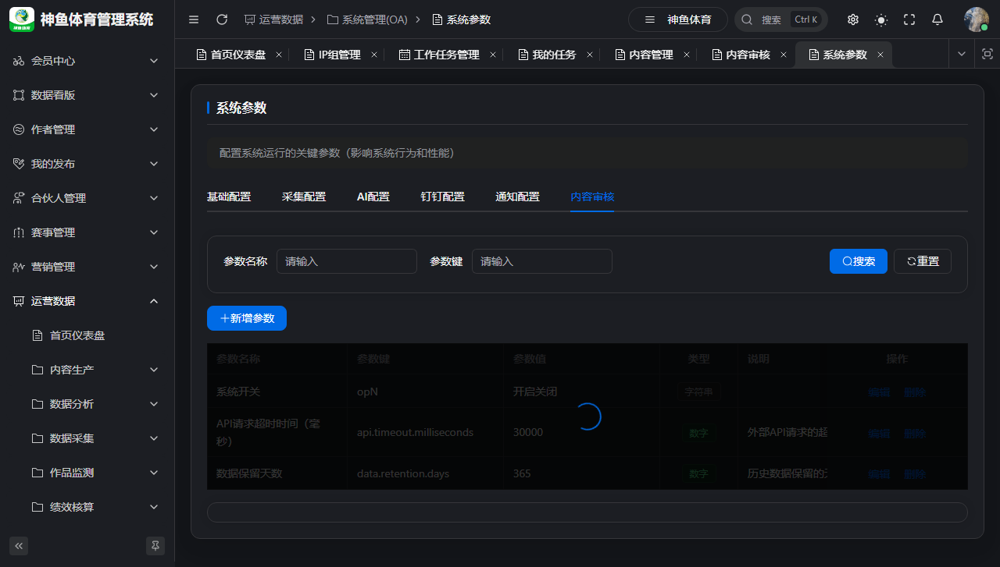 神鱼体育管理系统
运营数据
系统管理(OA)
系统参数
神鱼体育
搜索
Ctrl K
首页仪表盘
IP组管理
工作任务管理
我的任务
内容管理
内容审核
系统参数
会员中心
数据看版
作者管理
我的发布
合伙人管理
赛事管理
营销管理
运营数据
首页仪表盘
内容生产
数据分析
数据采集
作品监测
绩效核算
系统参数
配置系统运行的关键参数（影响系统行为和性能）
基础配置
采集配置
AI配置
钉钉配置
通知配置
内容审核
参数名称
请输入
参数键
请输入
搜索
重置
新增参数
参数名称 参数键 参数值 类型 说明 操作
系统开关 opN 开启关闭 字符串 编辑 删除
API请求超时时间（毫
秒） api.timeout.milliseconds 30000 数字 外部API请求的超 编辑 删除
数据保留天数 data.retention.days 365 数字 历史数据保留的 编辑 删除